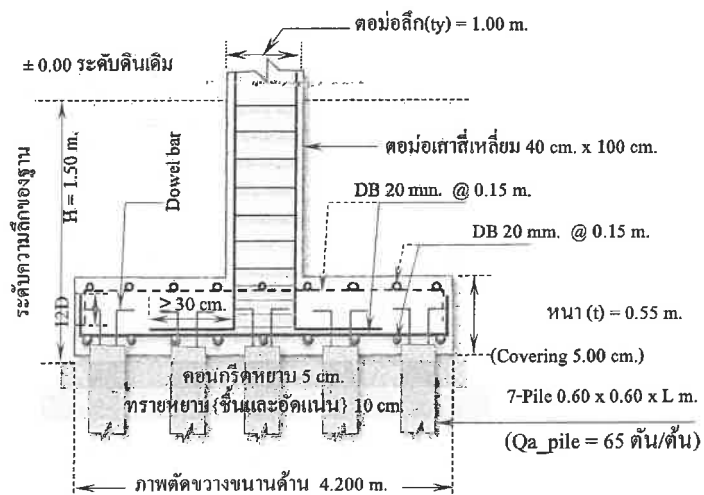 ตอม่อลึก(ty) = 1.00 m.
± 0.00 ระดับดินเดิม
ระดับความลึกของฐาน
H = 1.50 m.
Dowel bar
ตอม่อเสาสี่เหลี่ยม 40 cm. x 100 cm.
DB 20 mm. @ 0.15 m.
DB 20 mm. @ 0.15 m.
> 30 cm.
12D
หนา (t) = 0.55 m.
(Covering 5.00 cm.)
คอนกรีตหยาบ 5 cm.
ทรายหยาบ{ชื้นและอัดแน่น} 10 cm.
7-Pile 0.60 x 0.60 x L m.
(Qa_pile = 65 ตัน/ต้น)
ภาพตัดขวางขนานด้าน 4.200 m.